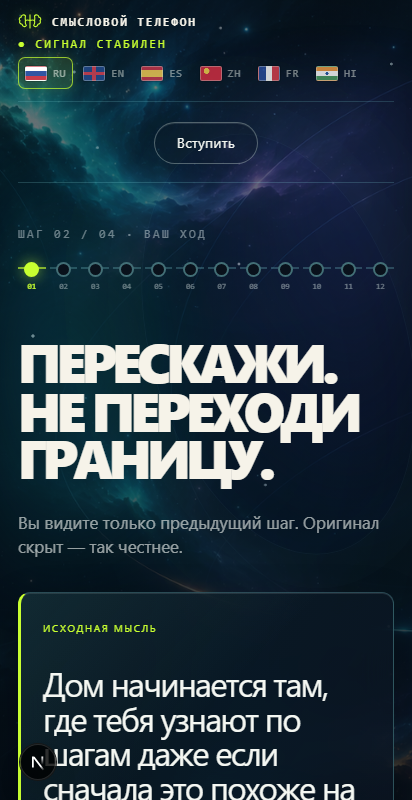 СМЫСЛОВОЙ ТЕЛЕФОН
СИГНАЛ СТАБИЛЕН
RU EN ES ZH FR HI
Вступить
ШАГ 02 / 04 · ВАШ ХОД
01 02 03 04 05 06 07 08 09 10 11 12
ПЕРЕСКАЖИ.
НЕ ПЕРЕХОДИ
ГРАНИЦУ.
Вы видите только предыдущий шаг. Оригинал
скрыт — так честнее.
ИСХОДНАЯ МЫСЛЬ
Дом начинается там,
где тебя узнают по
шагам даже если
сначала это похоже на
N